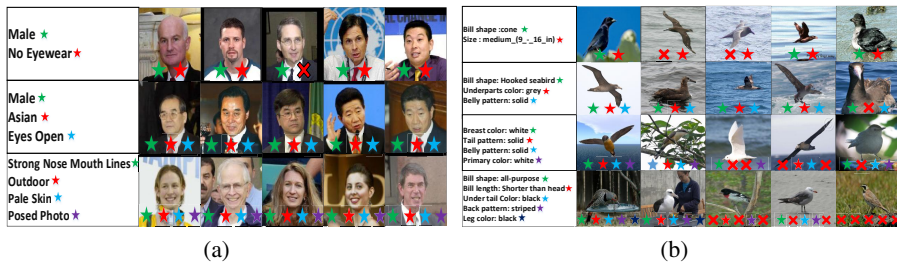 Male
No Eyewear
Male
Asian
Eyes Open
Strong Nose Mouth Lines
Outdoor
Pale Skin
Posed Photo
(a)
Bill shape :cone
Size : medium_(9_-_16_in)
Bill shape: Hooked seabird
Underparts color: grey
Belly pattern: solid
Breast color: white
Tail pattern: solid
Belly pattern: solid
Primary color: white
Bill shape: all-purpose
Bill length: Shorter than head
Under tail Color: black
Back pattern: striped
Leg color: black
(b)